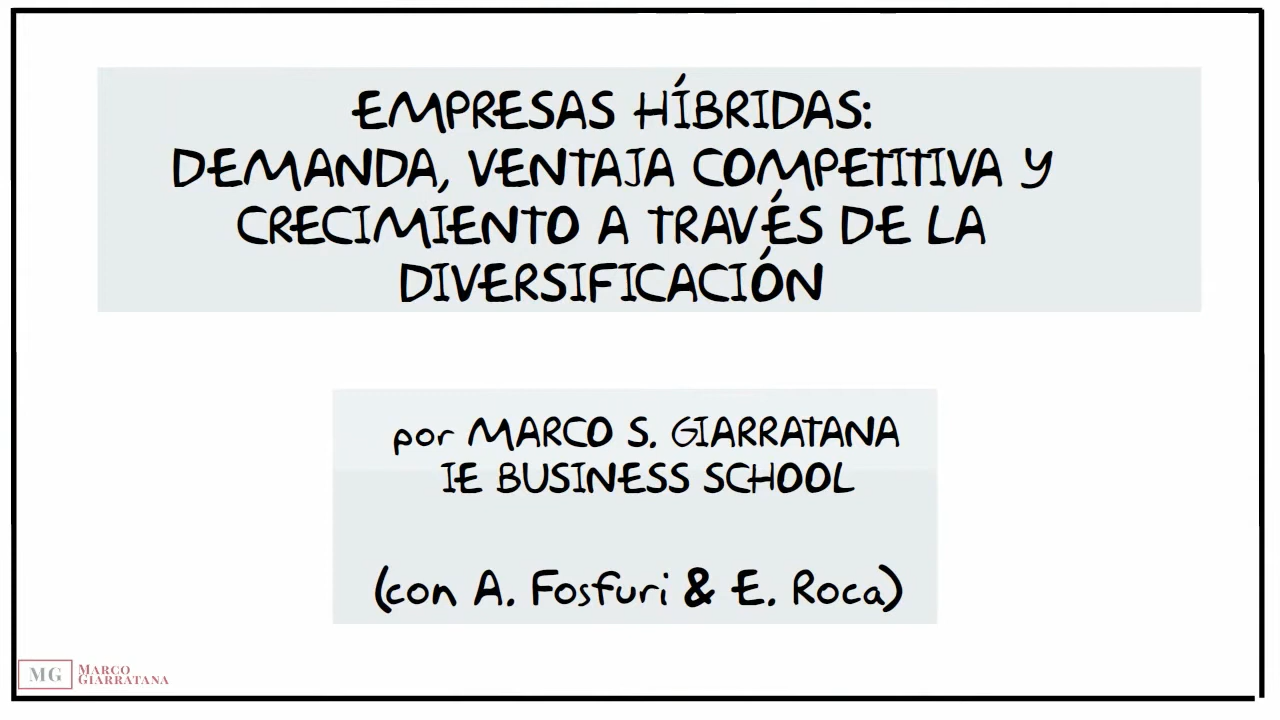 EMPRESAS HÍBRIDAS:
DEMANDA, VENTAJA COMPETITIVA Y
CRECIMIENTO A TRAVÉS DE LA
DIVERSIFICACIÓN
por MARCO S. GIARRATANA
IE BUSINESS SCHOOL
(con A. Fosfuri & E. Roca)
MG MARCO
GIARRATANA